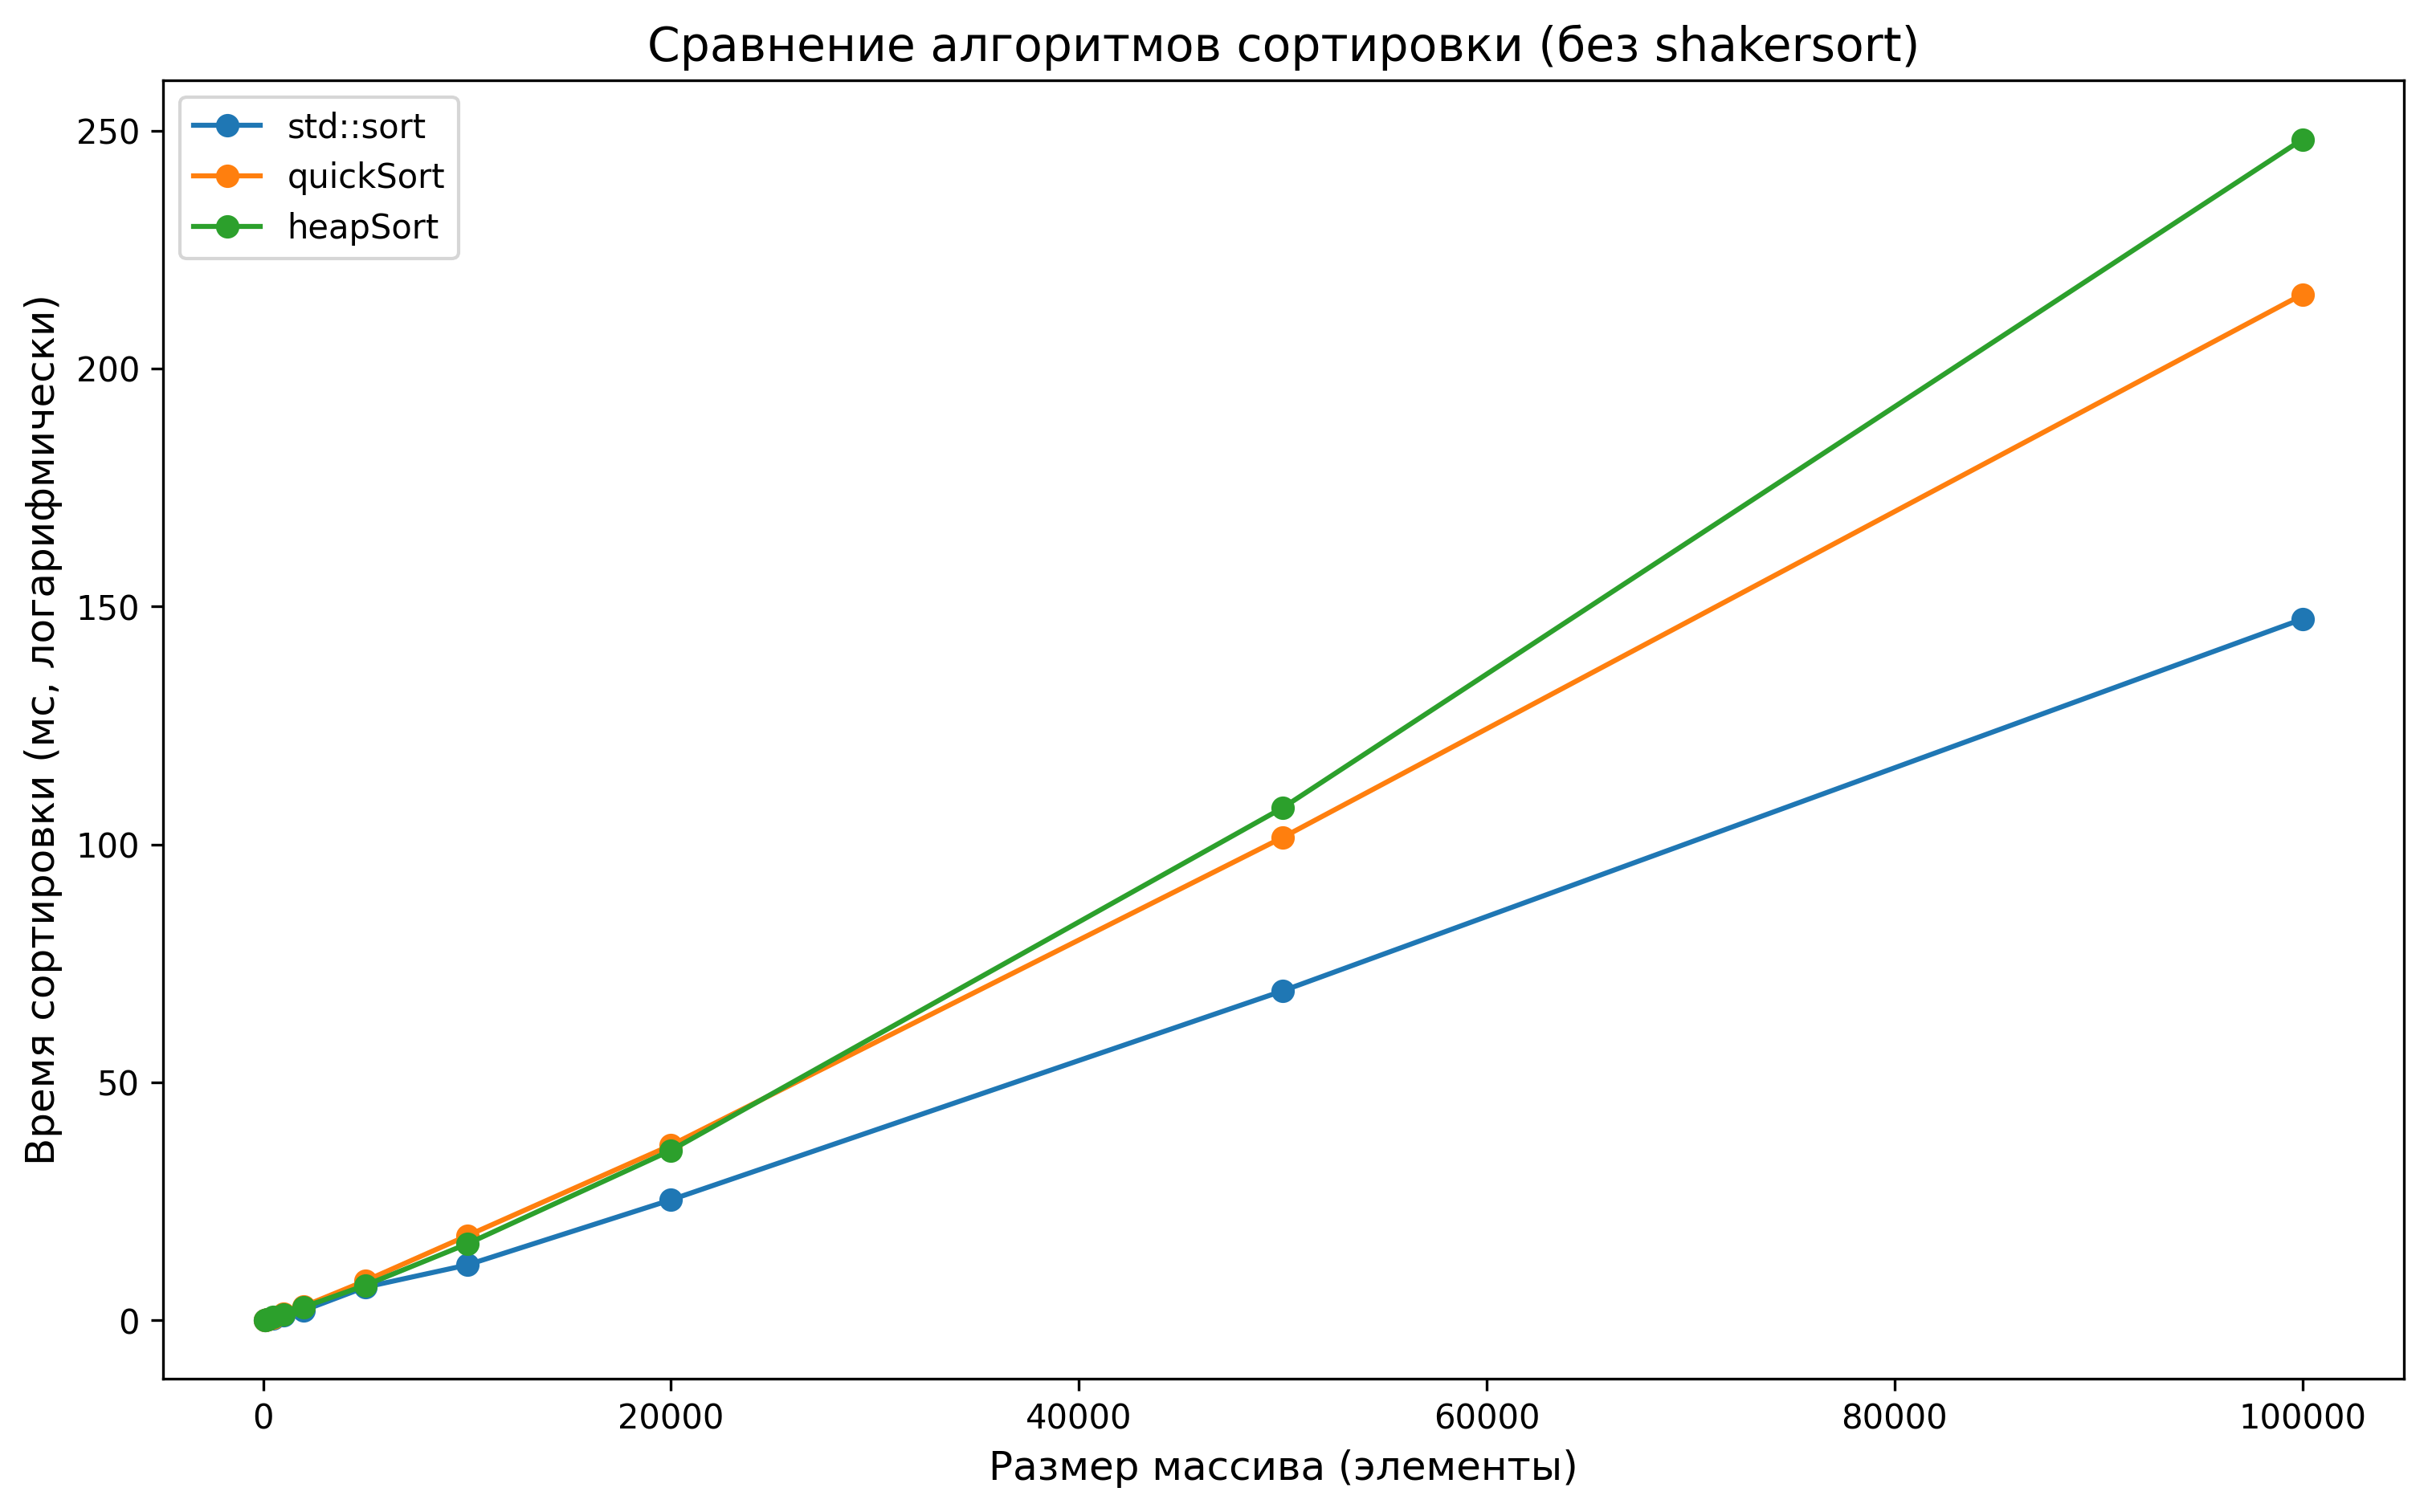 Сравнение алгоритмов сортировки (без shakersort)
std::sort
quickSort
heapSort
Время сортировки (мс, логарифмически)
250
200
150
100
50
0
0 20000 40000 60000 80000 100000
Размер массива (элементы)